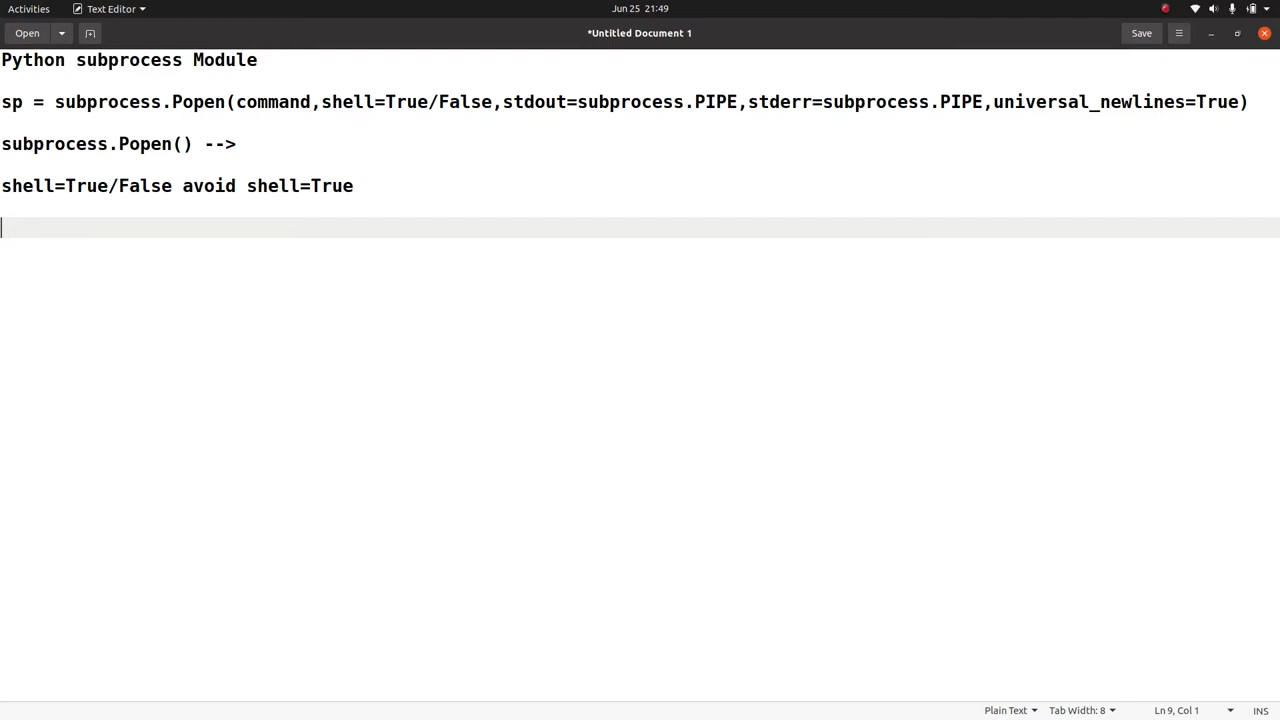 Activities Text Editor Jun 25 21:49
Open *Untitled Document 1 Save
Python subprocess Module
sp = subprocess.Popen(command,shell=True/False,stdout=subprocess.PIPE,stderr=subprocess.PIPE,universal_newlines=True)
subprocess.Popen() -->
shell=True/False avoid shell=True
Plain Text Tab Width: 8 Ln 9, Col 1 INS